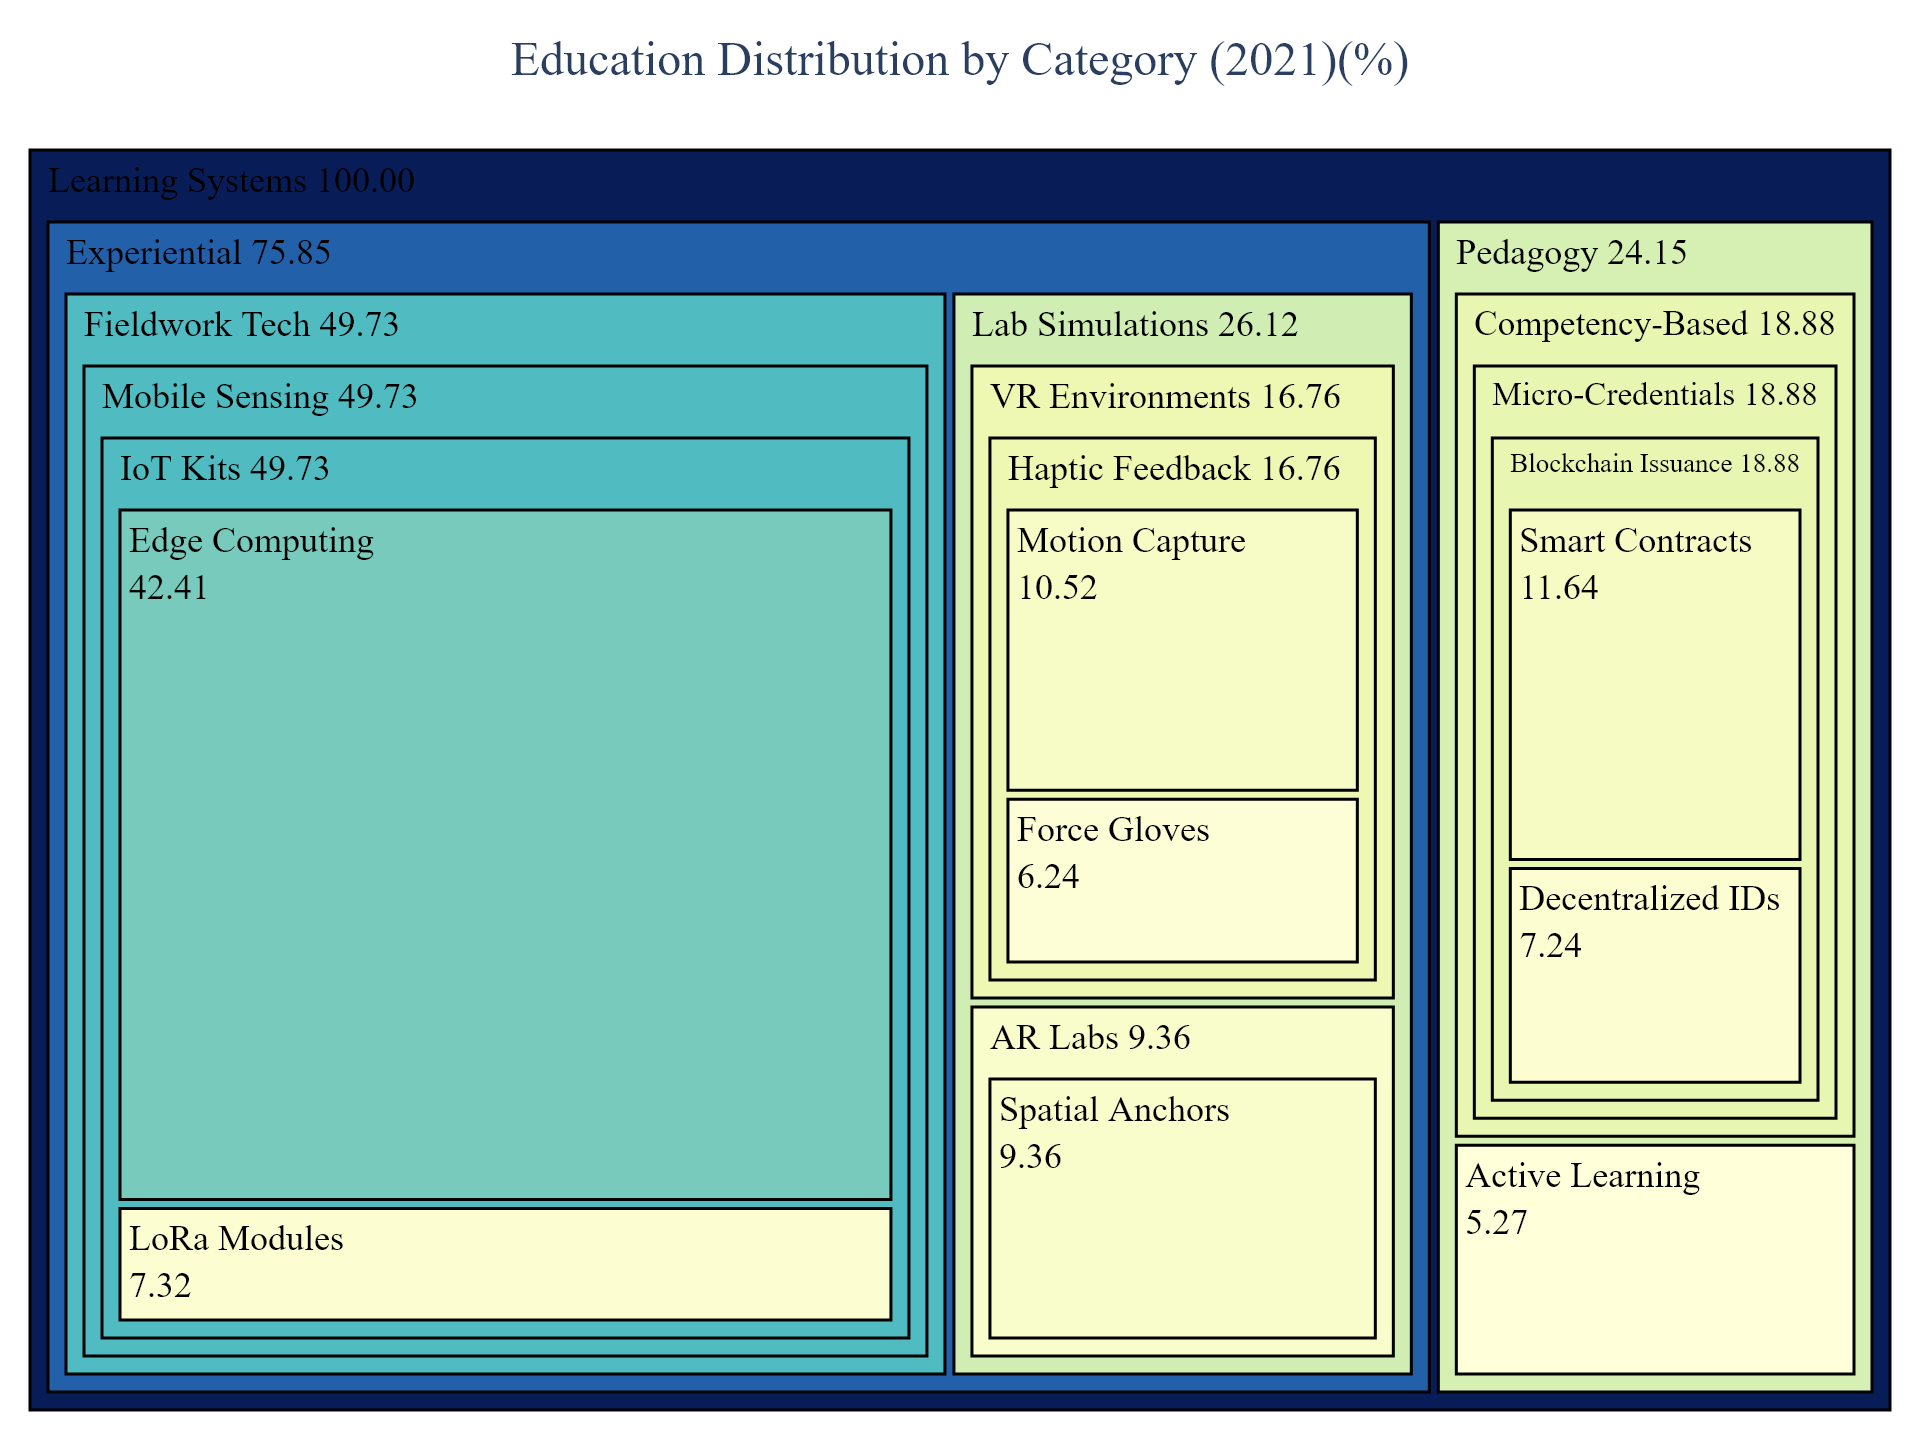 Education Distribution by Category (2021)(%)
Learning Systems 100.00
Experiential 75.85
Fieldwork Tech 49.73
Mobile Sensing 49.73
IoT Kits 49.73
Edge Computing
42.41
LoRa Modules
7.32
Lab Simulations 26.12
VR Environments 16.76
Haptic Feedback 16.76
Motion Capture
10.52
Force Gloves
6.24
AR Labs 9.36
Spatial Anchors
9.36
Pedagogy 24.15
Competency-Based 18.88
Micro-Credentials 18.88
Blockchain Issuance 18.88
Smart Contracts
11.64
Decentralized IDs
7.24
Active Learning
5.27